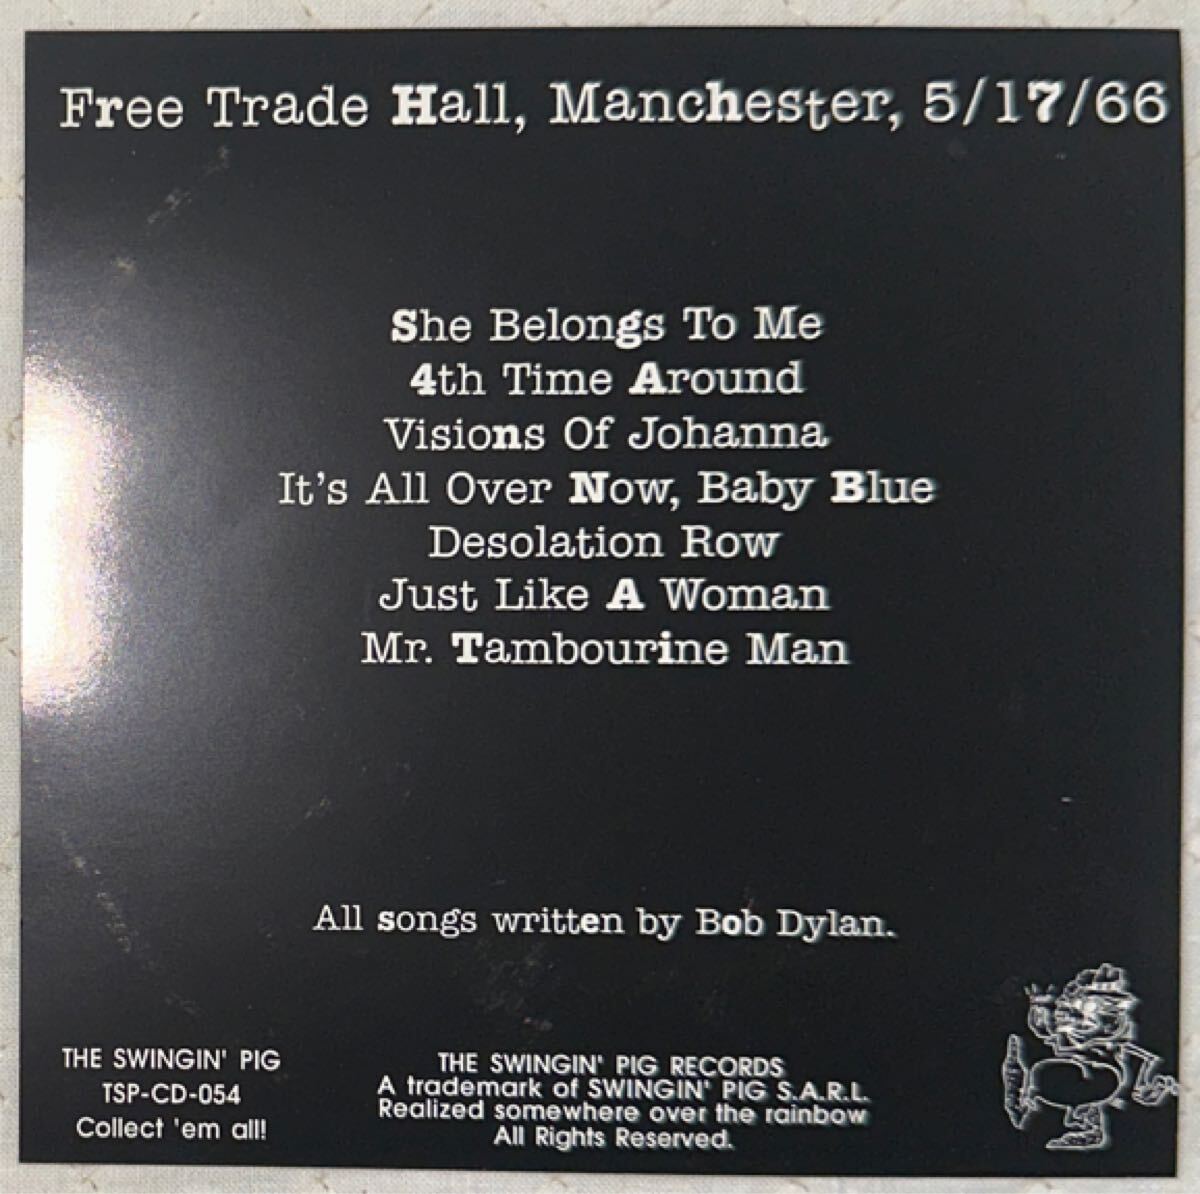 Free Trade Hall, Manchester, 5/17/66
She Belongs To Me
4th Time Around
Visions Of Johanna
It's All Over Now, Baby Blue
Desolation Row
Just Like A Woman
Mr. Tambourine Man
All songs written by Bob Dylan.
THE SWINGIN' PIG
TSP-CD-054
Collect 'em all!
THE SWINGIN' PIG RECORDS
A trademark of SWINGIN' PIG S.A.R.L.
Realized somewhere over the rainbow
All Rights Reserved.